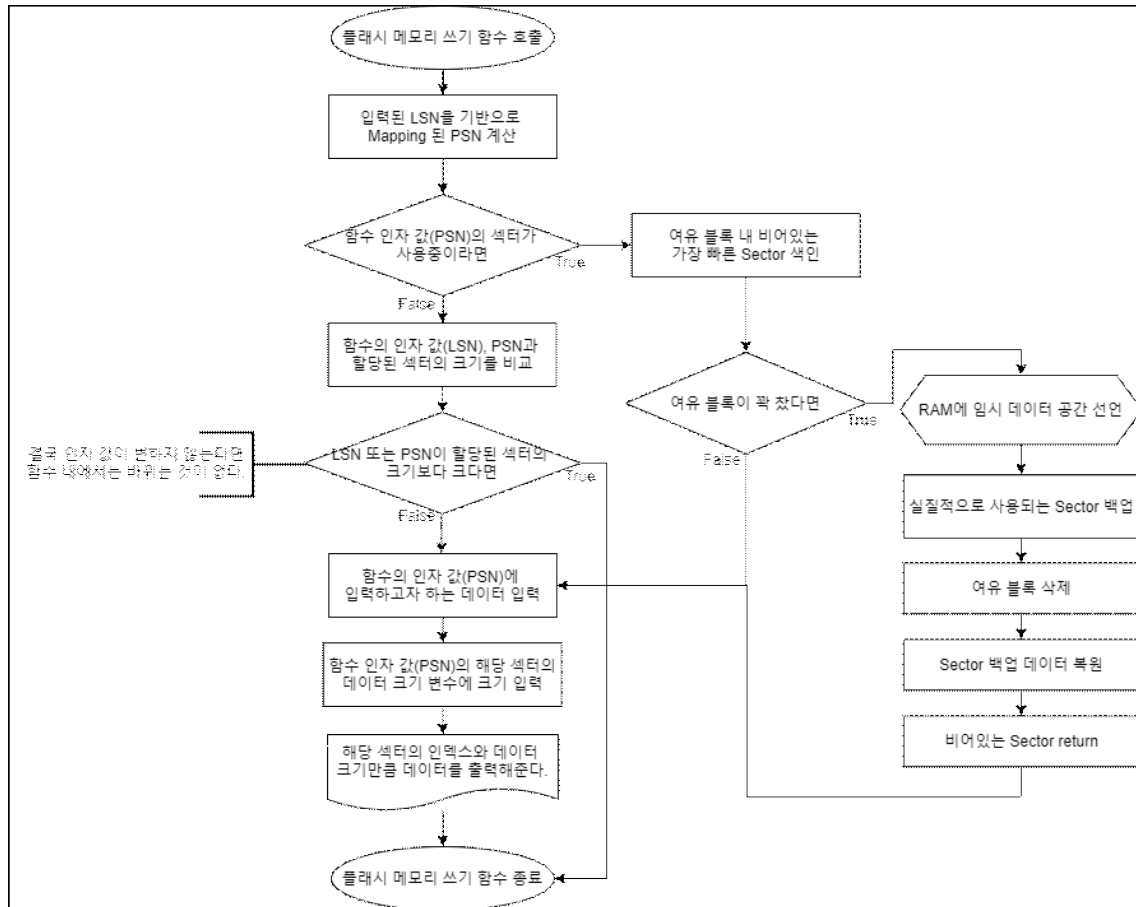 플래시 메모리 쓰기 함수 호출
입력된 LSN을 기반으로
Mapping 된 PSN 계산
함수 인자 값(PSN)의 섹터가
사용중이라면
True
False
여유 블록 내 비어있는
가장 빠른 Sector 색인
함수의 인자 값(LSN), PSN과
할당된 섹터의 크기를 비교
여유 블록이 꽉 찼다면
True
False
RAM에 임시 데이터 공간 선언
결국 인자 값이 변하지 않는다면
함수 내에서는 바뀌는 것이 없다.
LSN 또는 PSN이 할당된 섹터의
크기보다 크다면
True
False
실질적으로 사용되는 Sector 백업
함수의 인자 값(PSN)에
입력하고자 하는 데이터 입력
여유 블록 삭제
함수 인자 값(PSN)의 해당 섹터의
데이터 크기 변수에 크기 입력
Sector 백업 데이터 복원
해당 섹터의 인덱스와 데이터
크기만큼 데이터를 출력해준다.
비어있는 Sector return
플래시 메모리 쓰기 함수 종료